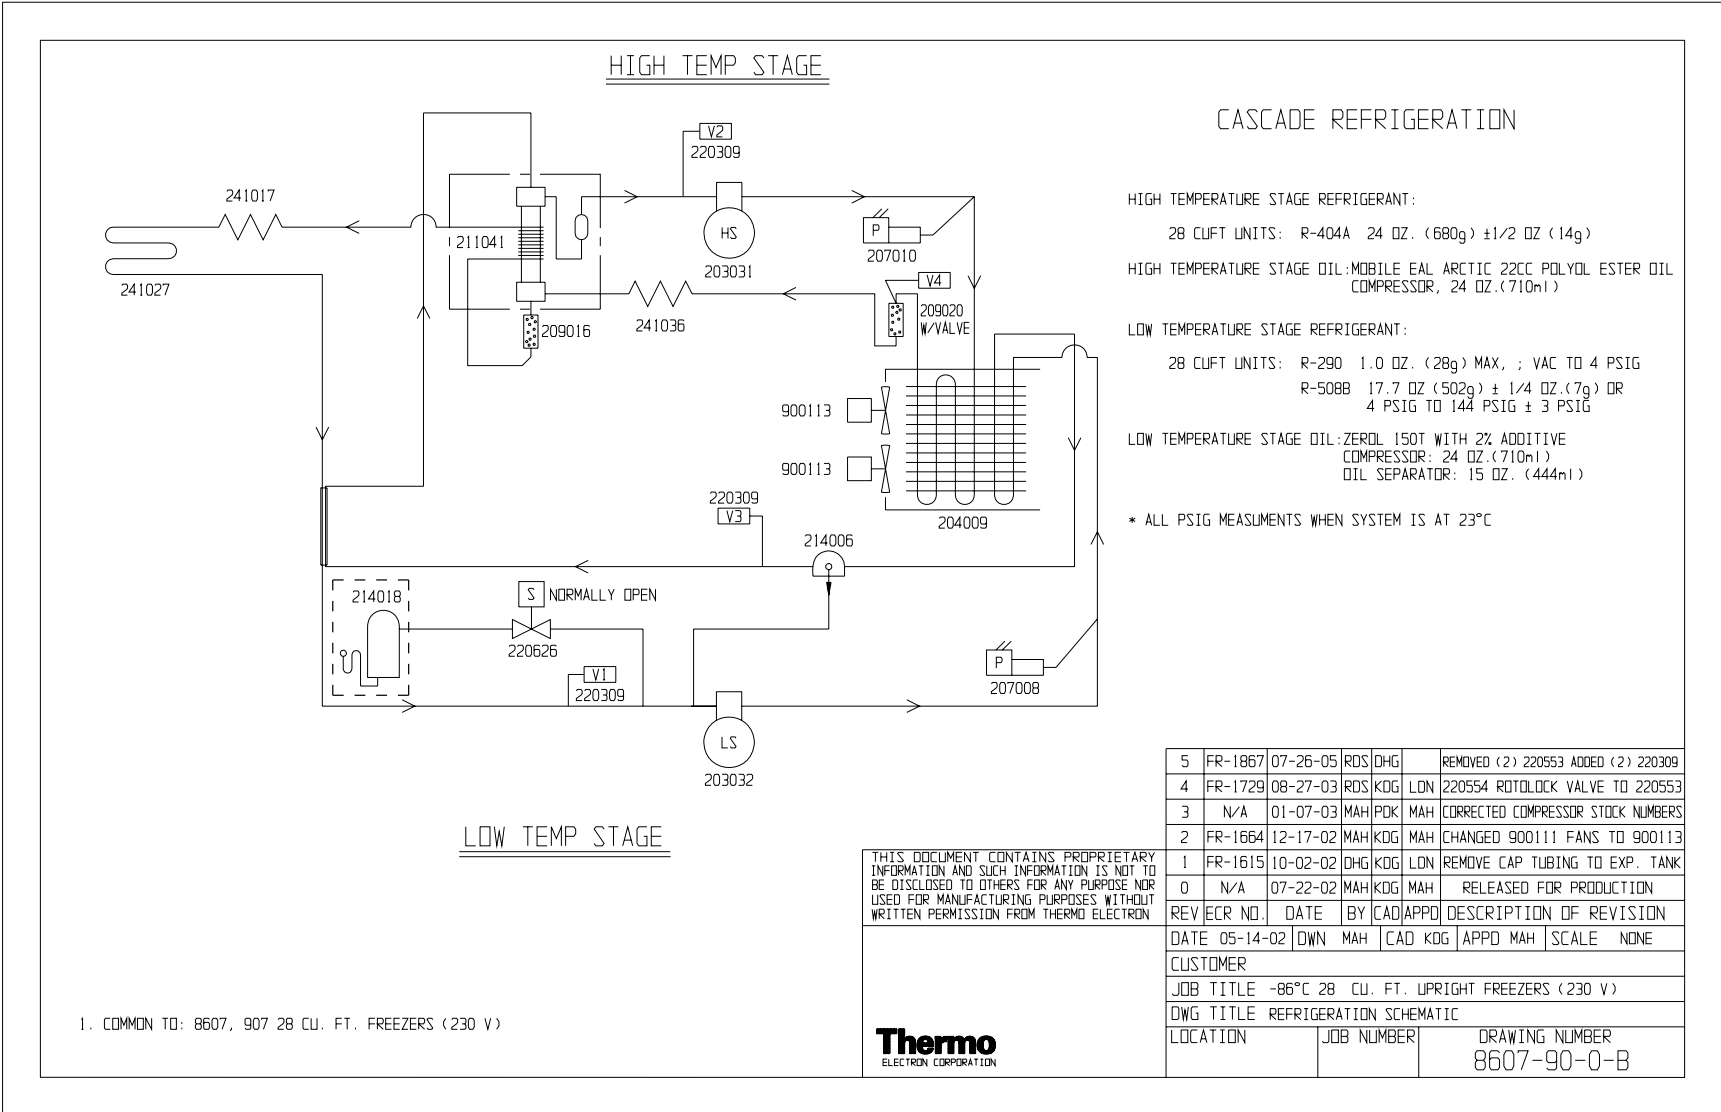 HIGH TEMP STAGE
CASCADE REFRIGERATION
HIGH TEMPERATURE STAGE REFRIGERANT:
28 CUFT UNITS: R-404A 24 OZ. (680g) ±1/2 OZ (14g)
HIGH TEMPERATURE STAGE OIL:MOBILE EAL ARCTIC 22CC POLYOL ESTER OIL
COMPRESSOR, 24 OZ.(710ml)
LOW TEMPERATURE STAGE REFRIGERANT:
28 CUFT UNITS: R-290 1.0 OZ. (28g) MAX, ; VAC TO 4 PSIG
R-508B 17.7 OZ (502g) ± 1/4 OZ.(7g) OR
4 PSIG TO 144 PSIG ± 3 PSIG
LOW TEMPERATURE STAGE OIL:ZEROL 150T WITH 2% ADDITIVE
COMPRESSOR: 24 OZ.(710ml)
OIL SEPARATOR: 15 OZ. (444ml)
* ALL PSIG MEASUMENTS WHEN SYSTEM IS AT 23°C
V2
220309
241017
211041
HS
203031
P
207010
241027
V4
209020
W/VALVE
209016
241036
900113
900113
204009
220309
V3
214006
214018
S NORMALLY OPEN
220626
V1
220309
P
207008
LS
203032
LOW TEMP STAGE
5 FR-1867 07-26-05 RDS DHG REMOVED (2) 220553 ADDED (2) 220309
4 FR-1729 08-27-03 RDS KDG LDN 220554 ROTOLOCK VALVE TO 220553
3 N/A 01-07-03 MAH PDK MAH CORRECTED COMPRESSOR STOCK NUMBERS
2 FR-1664 12-17-02 MAH KDG MAH CHANGED 900111 FANS TO 900113
1 FR-1615 10-02-02 DHG KDG LDN REMOVE CAP TUBING TO EXP. TANK
0 N/A 07-22-02 MAH KDG MAH RELEASED FOR PRODUCTION
REV ECR NO. DATE BY CAD APPD DESCRIPTION OF REVISION
DATE 05-14-02 DWN MAH CAD KDG APPD MAH SCALE NONE
CUSTOMER
JOB TITLE -86°C 28 CU. FT. UPRIGHT FREEZERS (230 V)
DWG TITLE REFRIGERATION SCHEMATIC
LOCATION JOB NUMBER DRAWING NUMBER
8607-90-0-B
THIS DOCUMENT CONTAINS PROPRIETARY
INFORMATION AND SUCH INFORMATION IS NOT TO
BE DISCLOSED TO OTHERS FOR ANY PURPOSE NOR
USED FOR MANUFACTURING PURPOSES WITHOUT
WRITTEN PERMISSION FROM THERMO ELECTRON
Thermo
ELECTRON CORPORATION
1. COMMON TO: 8607, 907 28 CU. FT. FREEZERS (230 V)